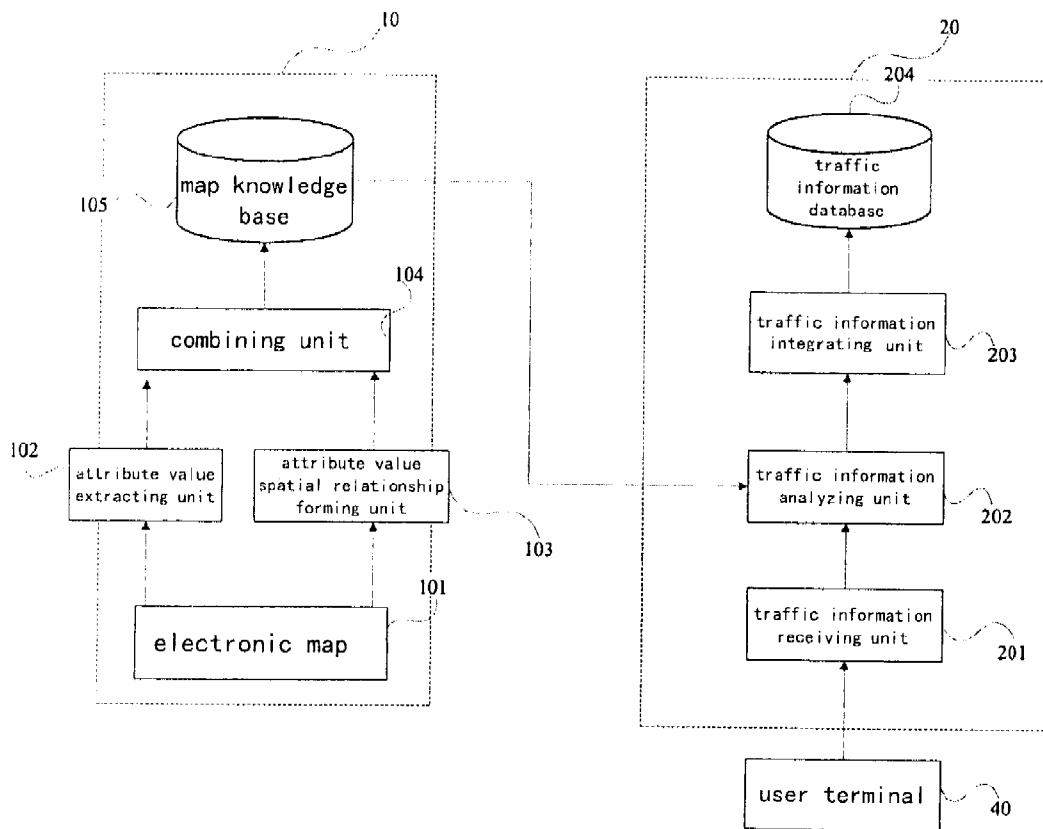 10
20
204
map knowledge
base
105
traffic
information
database
104
combining unit
traffic information
integrating unit
203
102
attribute value
extracting unit
attribute value
spatial relationship
forming unit
103
traffic information
analyzing unit
202
101
electronic map
traffic information
receiving unit
201
user terminal
40